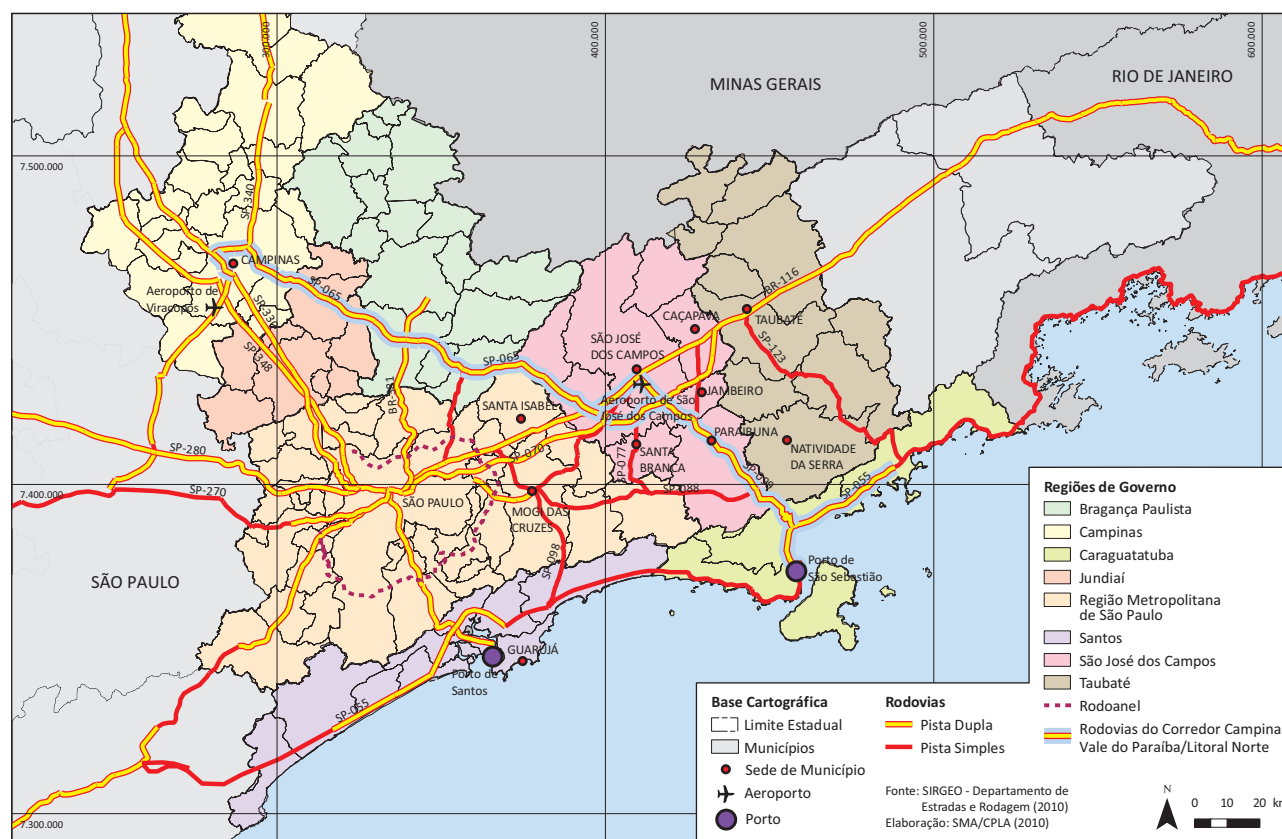 300.000
400.000
500.000
600.000
MINAS GERAIS
RIO DE JANEIRO
7.500.000
SP-340
CAMPINAS
Aeroporto de
Viracopos
SP-065
SP-330
SP-348
BR-116
CAÇAPAVA
TAUBATÉ
SÃO JOSÉ
DOS CAMPOS
SP-123
SP-065
JAMBEIRO
Aeroporto de São
José dos Campos
SANTA ISABEL
PARAIBUNA
NATIVIDADE
DA SERRA
SANTA
BRANCA
SP-077
SP-070
SP-280
SP-099
SP-055
SP-088
7.400.000
SP-270
SÃO PAULO
MOGI DAS
CRUZES
SP-098
SÃO PAULO
Porto de
São Sebastião
GUARUJÁ
Porto de
Santos
SP-055
7.300.000
Regiões de Governo
Bragança Paulista
Campinas
Caraguatatuba
Jundiaí
Região Metropolitana
de São Paulo
Santos
São José dos Campos
Taubaté
Rodoanel
Rodovias do Corredor Campina
Vale do Paraíba/Litoral Norte
Base Cartográfica
Limite Estadual
Municípios
Sede de Município
Aeroporto
Porto
Rodovias
Pista Dupla
Pista Simples
Fonte: SIRGEO - Departamento de
Estradas e Rodagem (2010)
Elaboração: SMA/CPLA (2010)
N
0 10 20 km